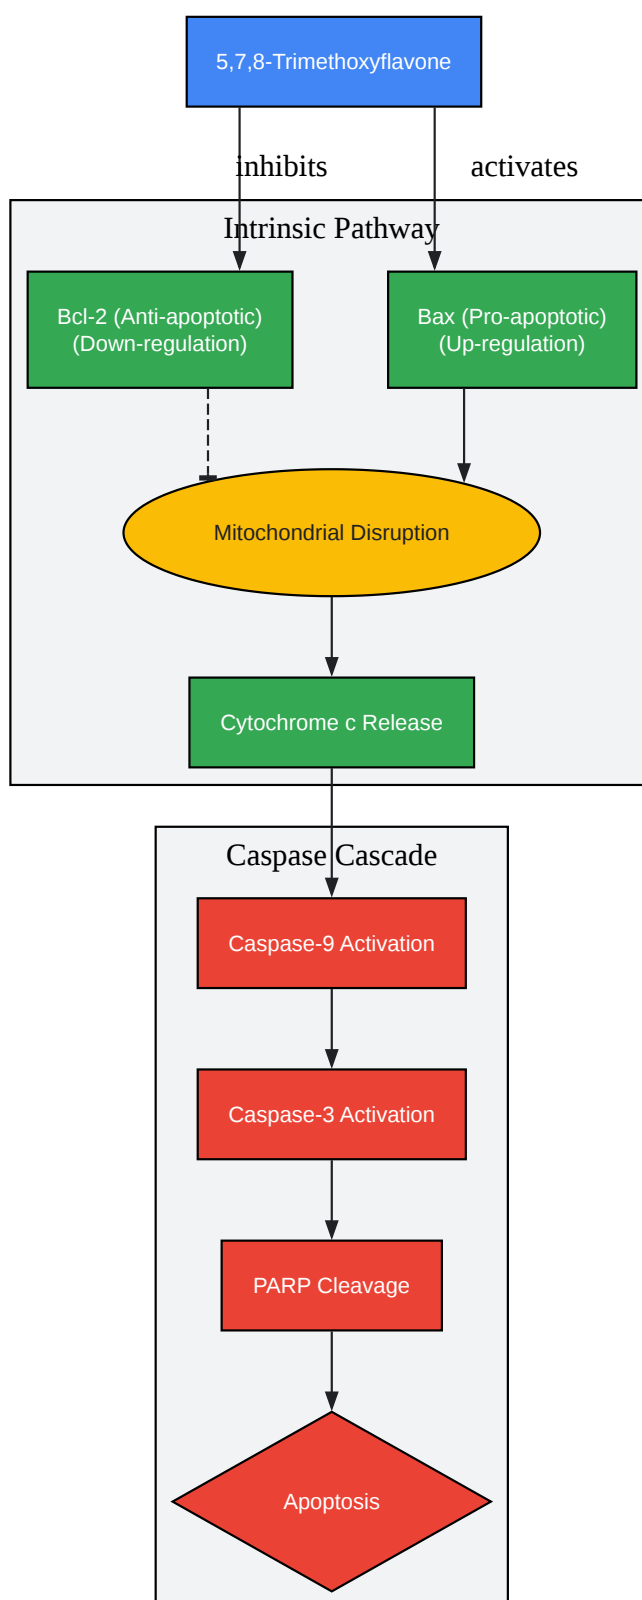 5,7,8-Trimethoxyflavone
inhibits
activates
Intrinsic Pathway
Bcl-2 (Anti-apoptotic)
(Down-regulation)
Bax (Pro-apoptotic)
(Up-regulation)
Mitochondrial Disruption
Cytochrome c Release
Caspase Cascade
Caspase-9 Activation
Caspase-3 Activation
PARP Cleavage
Apoptosis